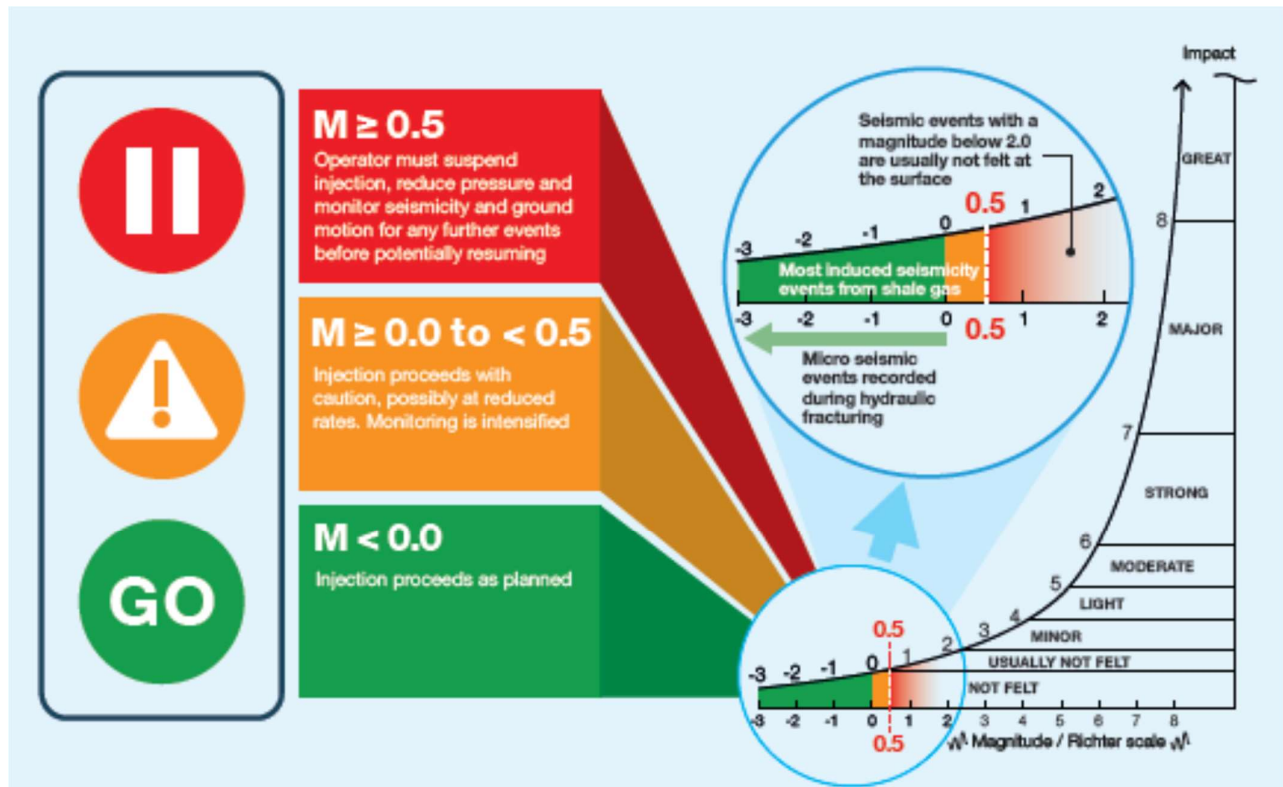 M ≥ 0.5
Operator must suspend
injection, reduce pressure and
monitor seismicity and ground
motion for any further events
before potentially resuming
M ≥ 0.0 to < 0.5
Injection proceeds with
caution, possibly at reduced
rates. Monitoring is intensified
GO
M < 0.0
Injection proceeds as planned
Seismic events with a
magnitude below 2.0
are usually not felt at
the surface
-3 -2 -1 0 0.5 1 2
Most induced seismicity
events from shale gas
-3 -2 -1 0 0.5 1 2
Micro seismic
events recorded
during hydraulic
fracturing
Impact
GREAT
8
MAJOR
7
STRONG
6
MODERATE
5
LIGHT
4
MINOR
3
USUALLY NOT FELT
-3 -2 -1 0 0.5 1 2
NOT FELT
-3 -2 -1 0 1 2 3 4 5 6 7 8
0.5
Magnitude / Richter scale